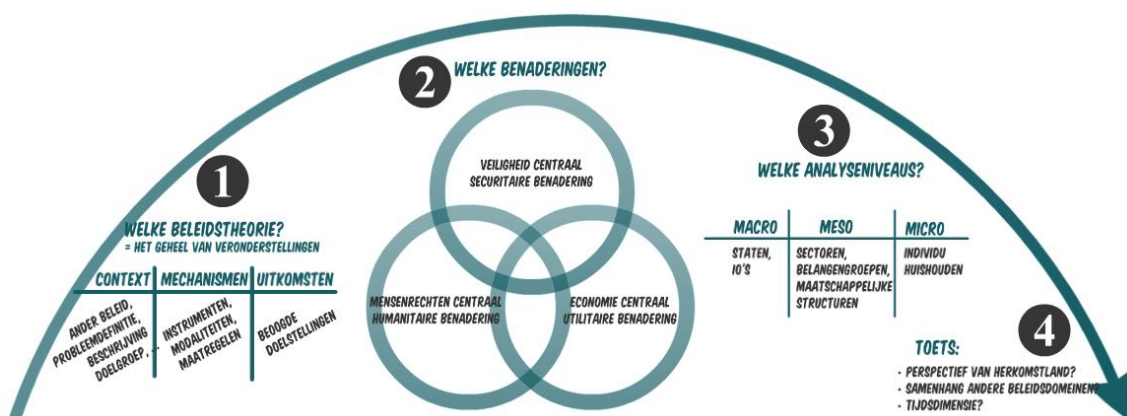 1
WELKE BELEIDSTHEORIE?
= HET GEHEEL VAN VERONDERSTELLINGEN
CONTEXT
ANDER BELEID,
PROBLEEMDEFINITIE,
BESCHRIJVING
DOELGROEP, ...
MECHANISMEN
INSTRUMENTEN,
MODALITEITEN,
MAATREGELEN
UITKOMSTEN
BEOOGDE
DOELSTELLINGEN
2
WELKE BENADERINGEN?
VEILIGHEID CENTRAAL
SECURITAIRE BENADERING
MENSENRECHTEN CENTRAAL
HUMANITAIRE BENADERING
ECONOMIE CENTRAAL
UTILITAIRE BENADERING
3
WELKE ANALYSENIVEAUS?
MACRO
STATEN,
IO'S
MESO
SECTOREN,
BELANGENGROEPEN,
MAATSCHAPPELIJKE
STRUCTUREN
MICRO
INDIVIDU
HUISHOUDEN
4
TOETS:
- PERSPECTIEF VAN HERKOMSTLAND?
- SAMENHANG ANDERE BELEIDSDOMEINEN?
- TIJDSDIMENSIE?